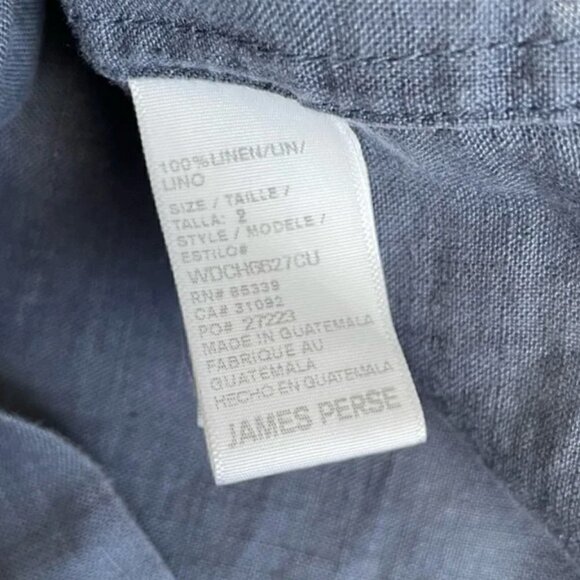 100% LINEN/LIN/
LINO
SIZE / TAILLE /
TALLA: 2
STYLE / MODELE /
ESTILO#
WDCH6627CU
RN# 85339
CA# 31092
PO# 27223
MADE IN GUATEMALA
FABRIQUE AU
GUATEMALA
HECHO EN GUATEMALA
JAMES PERSE